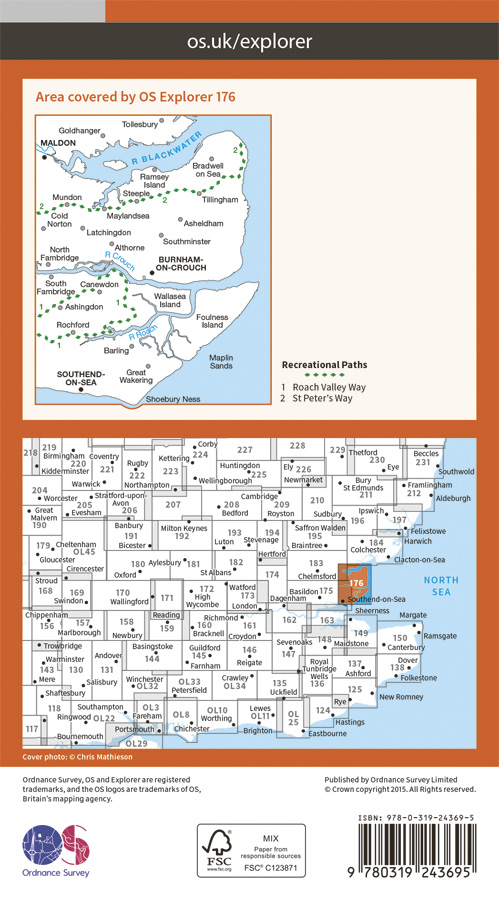 os.uk/explorer
Area covered by OS Explorer 176
Tollesbury
Goldhanger
MALDON
R BLACKWATER
2
Bradwell
on Sea
Ramsey
Island
Steeple
Mundon
2
Tillingham
2
Cold
Norton
Maylandsea
Asheldham
Latchingdon
Southminster
Althorne
North
Fambridge
R Crouch
BURNHAM-
ON-CROUCH
South
Fambridge
Canewdon
Wallasea
Island
1
Ashingdon
1
Foulness
Island
Rochford
R Roach
1
Barling
Maplin
Sands
Great
Wakering
SOUTHEND-
ON-SEA
Shoebury Ness
Recreational Paths
1 Roach Valley Way
2 St Peter's Way
218
219
Birmingham
220
Kidderminster
Coventry
221
Rugby
222
Kettering
223
Corby
224
227
228
229
Thetford
230
Eye
Beccles
231
Southwold
Warwick
Northampton
Wellingborough
Huntingdon
225
Ely
226
Newmarket
Bury
St Edmunds
211
Framlingham
212
Aldeburgh
204
Worcester
205
Evesham
Stratford-upon-
Avon
206
207
208
Bedford
Cambridge
209
Royston
210
Sudbury
Ipswich
196
197
Felixstowe
Great
Malvern
190
Banbury
191
Bicester
Milton Keynes
192
193
Luton
194
Stevenage
Saffron Walden
195
Braintree
184
Colchester
Harwich
Clacton-on-Sea
179
Cheltenham
OL45
Gloucester
Cirencester
180
Oxford
Aylesbury
181
182
St Albans
Hertford
174
183
Chelmsford
176
NORTH
SEA
Stroud
168
169
Swindon
170
Wallingford
171
172
High
Wycombe
Watford
173
London
Dagenham
Basildon
175
Southend-on-Sea
Sheerness
Chippenham
156
157
Marlborough
158
Newbury
Reading
159
Richmond
160
Bracknell
161
Croydon
162
163
Margate
Ramsgate
Trowbridge
Warminster
143
130
Andover
131
Basingstoke
144
Guildford
145
Farnham
146
Reigate
Sevenoaks
147
148
Maidstone
149
150
Canterbury
Mere
Salisbury
Shaftesbury
Winchester
OL32
OL33
Petersfield
Crawley
OL34
135
Uckfield
Royal
Tunbridge
Wells
136
137
Ashford
Dover
138
Folkestone
125
New Romney
118
Ringwood
Southampton
OL22
OL3
Fareham
OL8
Chichester
OL10
Worthing
Lewes
OL11
Brighton
OL
25
Rye
124
Hastings
Eastbourne
117
Bournemouth
Portsmouth
OL29
Cover photo: © Chris Mathieson
Ordnance Survey, OS and Explorer are registered
trademarks, and the OS logos are trademarks of OS,
Britain's mapping agency.
Published by Ordnance Survey Limited
© Crown copyright 2015. All Rights reserved.
OS
Ordnance Survey
FSC
www.fsc.org
MIX
Paper from
responsible sources
FSC® C123871
ISBN: 978-0-319-24369-5
9 780319 243695